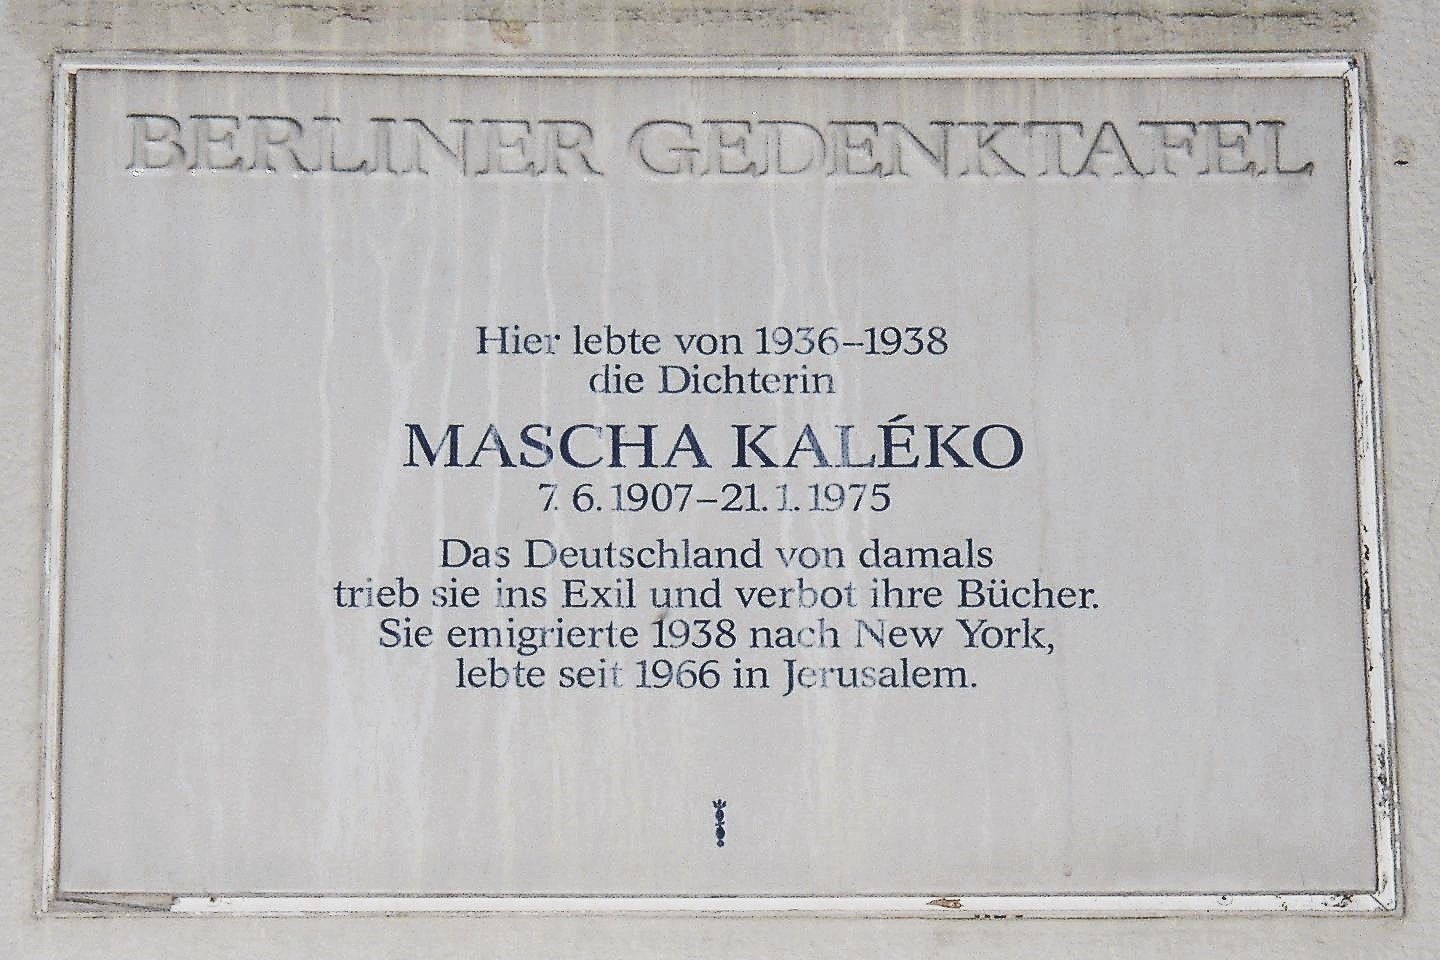 BERLINER GEDENKTAFEL
Hier lebte von 1936–1938
die Dichterin
MASCHA KALÉKO
7. 6. 1907–21. 1. 1975
Das Deutschland von damals
trieb sie ins Exil und verbot ihre Bücher.
Sie emigrierte 1938 nach New York,
lebte seit 1966 in Jerusalem.